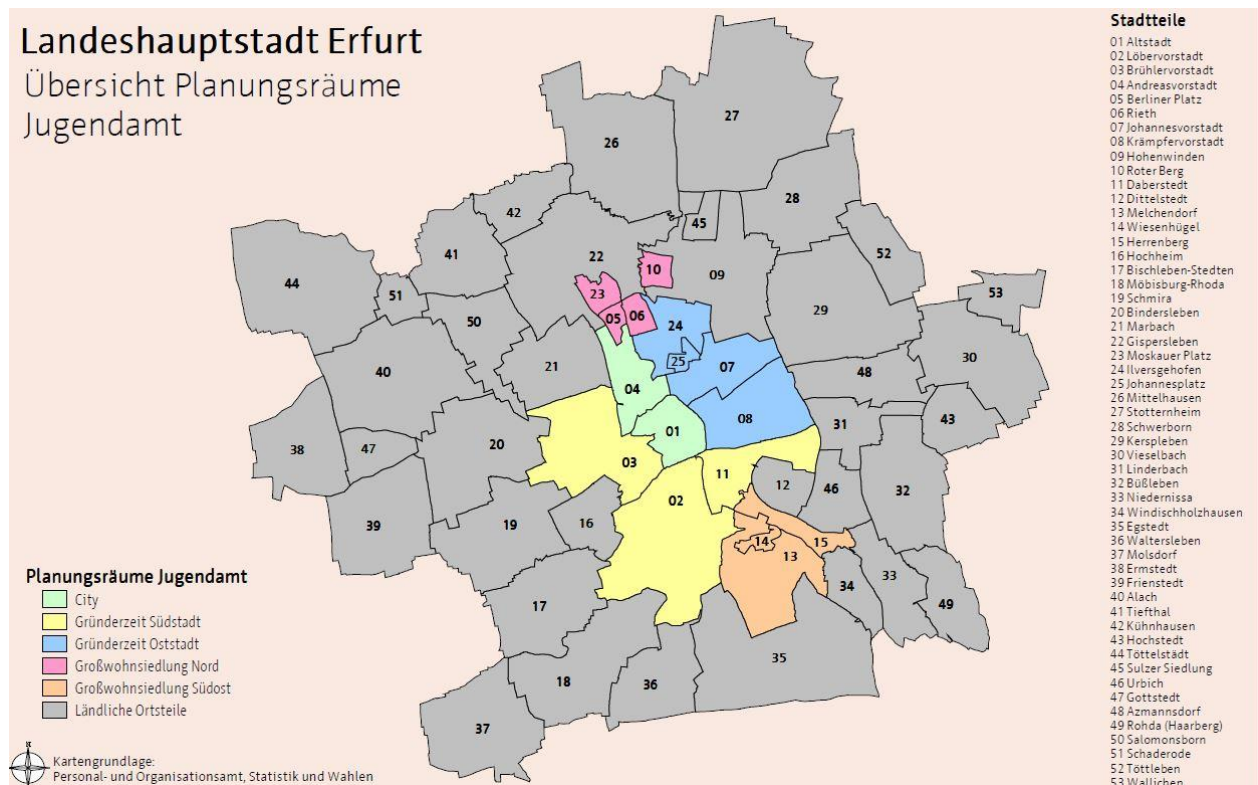 Landeshauptstadt Erfurt
Übersicht Planungsräume
Jugendamt
Stadtteile
01 Altstadt
02 Löbervorstadt
03 Brühlervorstadt
04 Andreasvorstadt
05 Berliner Platz
06 Rieth
07 Johannesvorstadt
08 Krämpfervorstadt
09 Hohenwinden
10 Roter Berg
11 Daberstedt
12 Dittelstedt
13 Melchendorf
14 Wiesenhügel
15 Herrenberg
16 Hochheim
17 Bischleben-Stedten
18 Möbisburg-Rhoda
19 Schmira
20 Bindersleben
21 Marbach
22 Gispersleben
23 Moskauer Platz
24 Ilversgehofen
25 Johannesplatz
26 Mittelhausen
27 Stotternheim
28 Schwerborn
29 Kerspleben
30 Vieselbach
31 Linderbach
32 Büßleben
33 Niedernissa
34 Windischholzhausen
35 Egstedt
36 Waltersleben
37 Molsdorf
38 Ermstedt
39 Frienstedt
40 Alach
41 Tiefthal
42 Kühnhausen
43 Hochstedt
44 Töttelstädt
45 Sulzer Siedlung
46 Urbich
47 Gottstedt
48 Azmannsdorf
49 Rohda (Haarberg)
50 Salomonsborn
51 Schaderode
52 Töttleben
53 Wallichen
27
26
28
42
45
41
52
22
10
09
44
23
51
53
05
06
50
24
29
30
25
21
07
40
48
04
08
43
01
31
20
38
47
03
11
12
46
32
02
39
19
16
14
15
13
33
34
17
49
35
18
36
37
Planungsräume Jugendamt
City
Gründerzeit Südstadt
Gründerzeit Oststadt
Großwohnsiedlung Nord
Großwohnsiedlung Südost
Ländliche Ortsteile
N
Kartengrundlage:
Personal- und Organisationsamt, Statistik und Wahlen